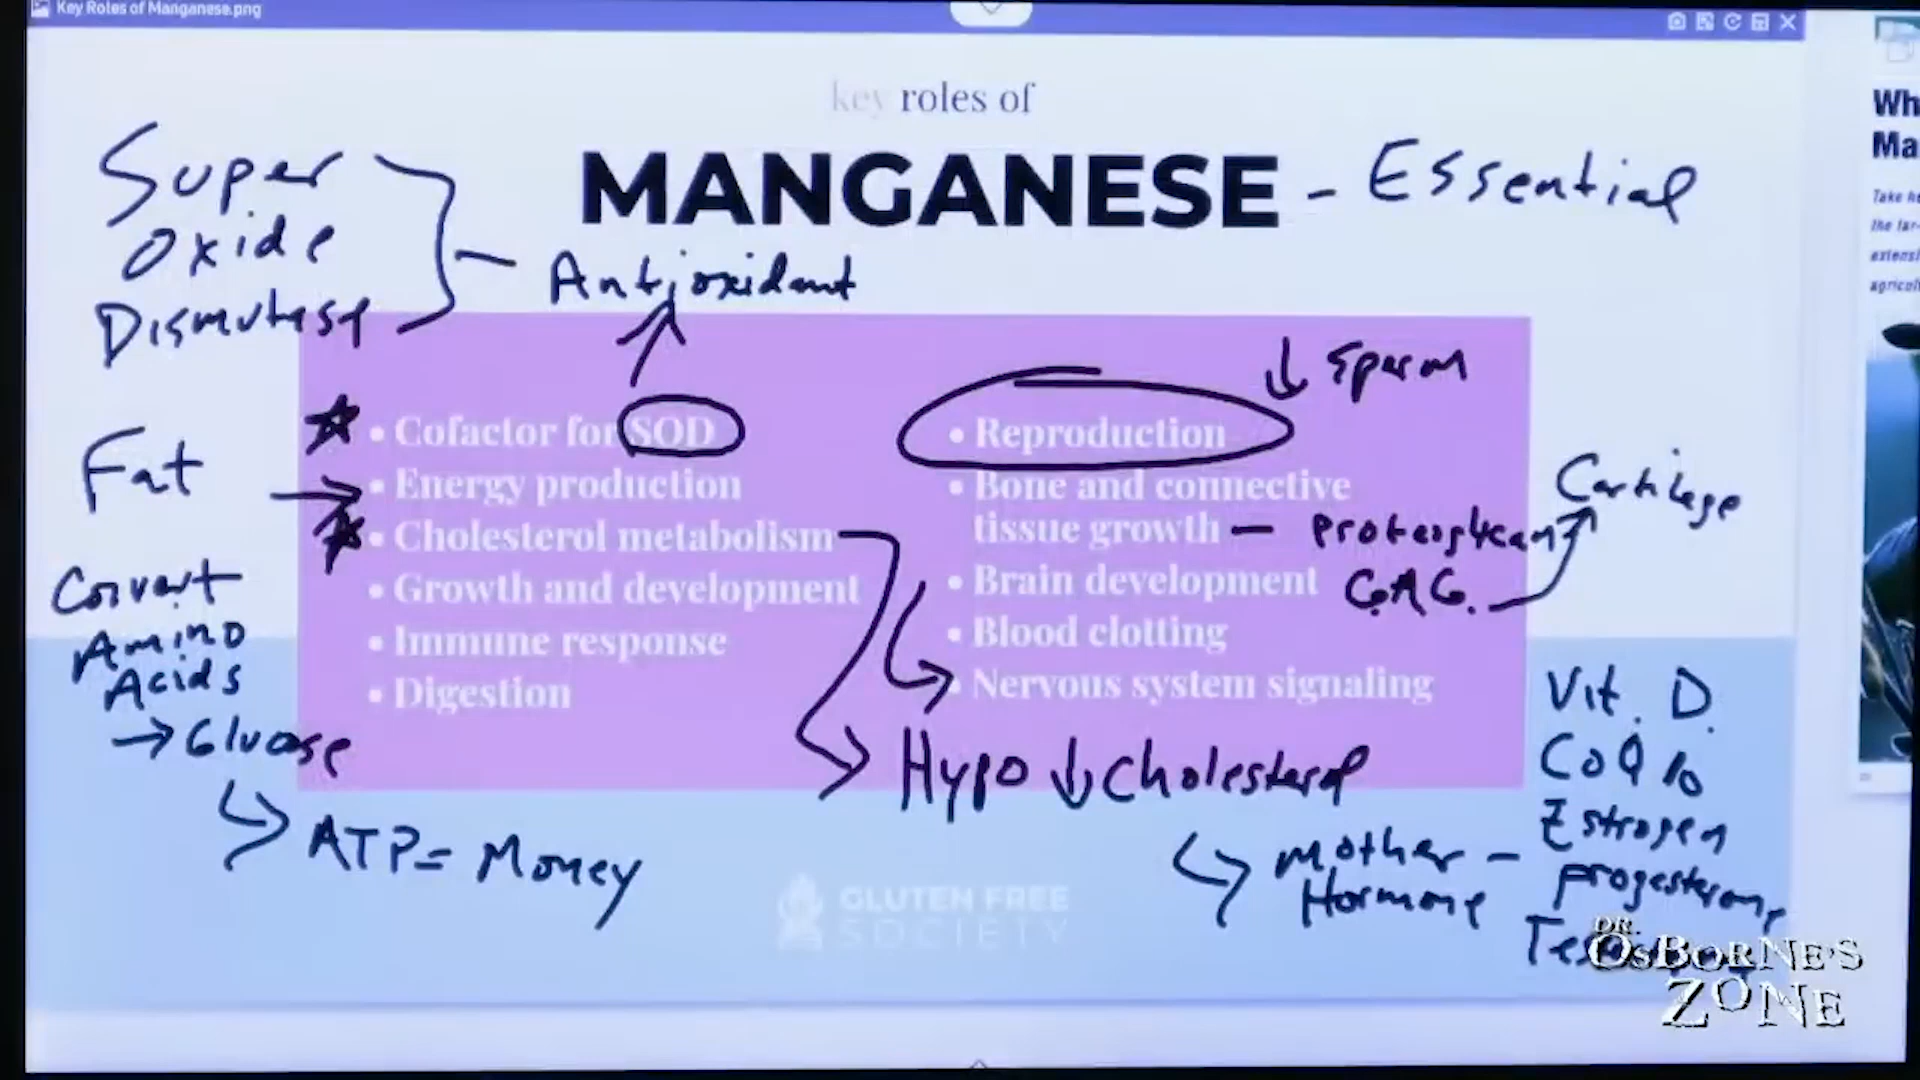 Key Roles of Manganese.png
key roles of
MANGANESE - Essential
Super
Oxide
Dismutase
Antioxidant
• Cofactor for SOD
• Energy production
• Cholesterol metabolism
• Growth and development
• Immune response
• Digestion
Fat
Convert
Amino
Acids
→ Glucose
ATP = Money
↓ Sperm
• Reproduction
• Bone and connective
tissue growth — Proteoglycan
• Brain development
• Blood clotting
• Nervous system signaling
G.A.G.
Cartilage
Hypo ↓ Cholesterol
Mother -
Hormone
Vit. D.
CoQ10
Estrogen
progesterone
GLUTEN FREE
SOCIETY
DR.
OSBORNE'S
ZONE
Take